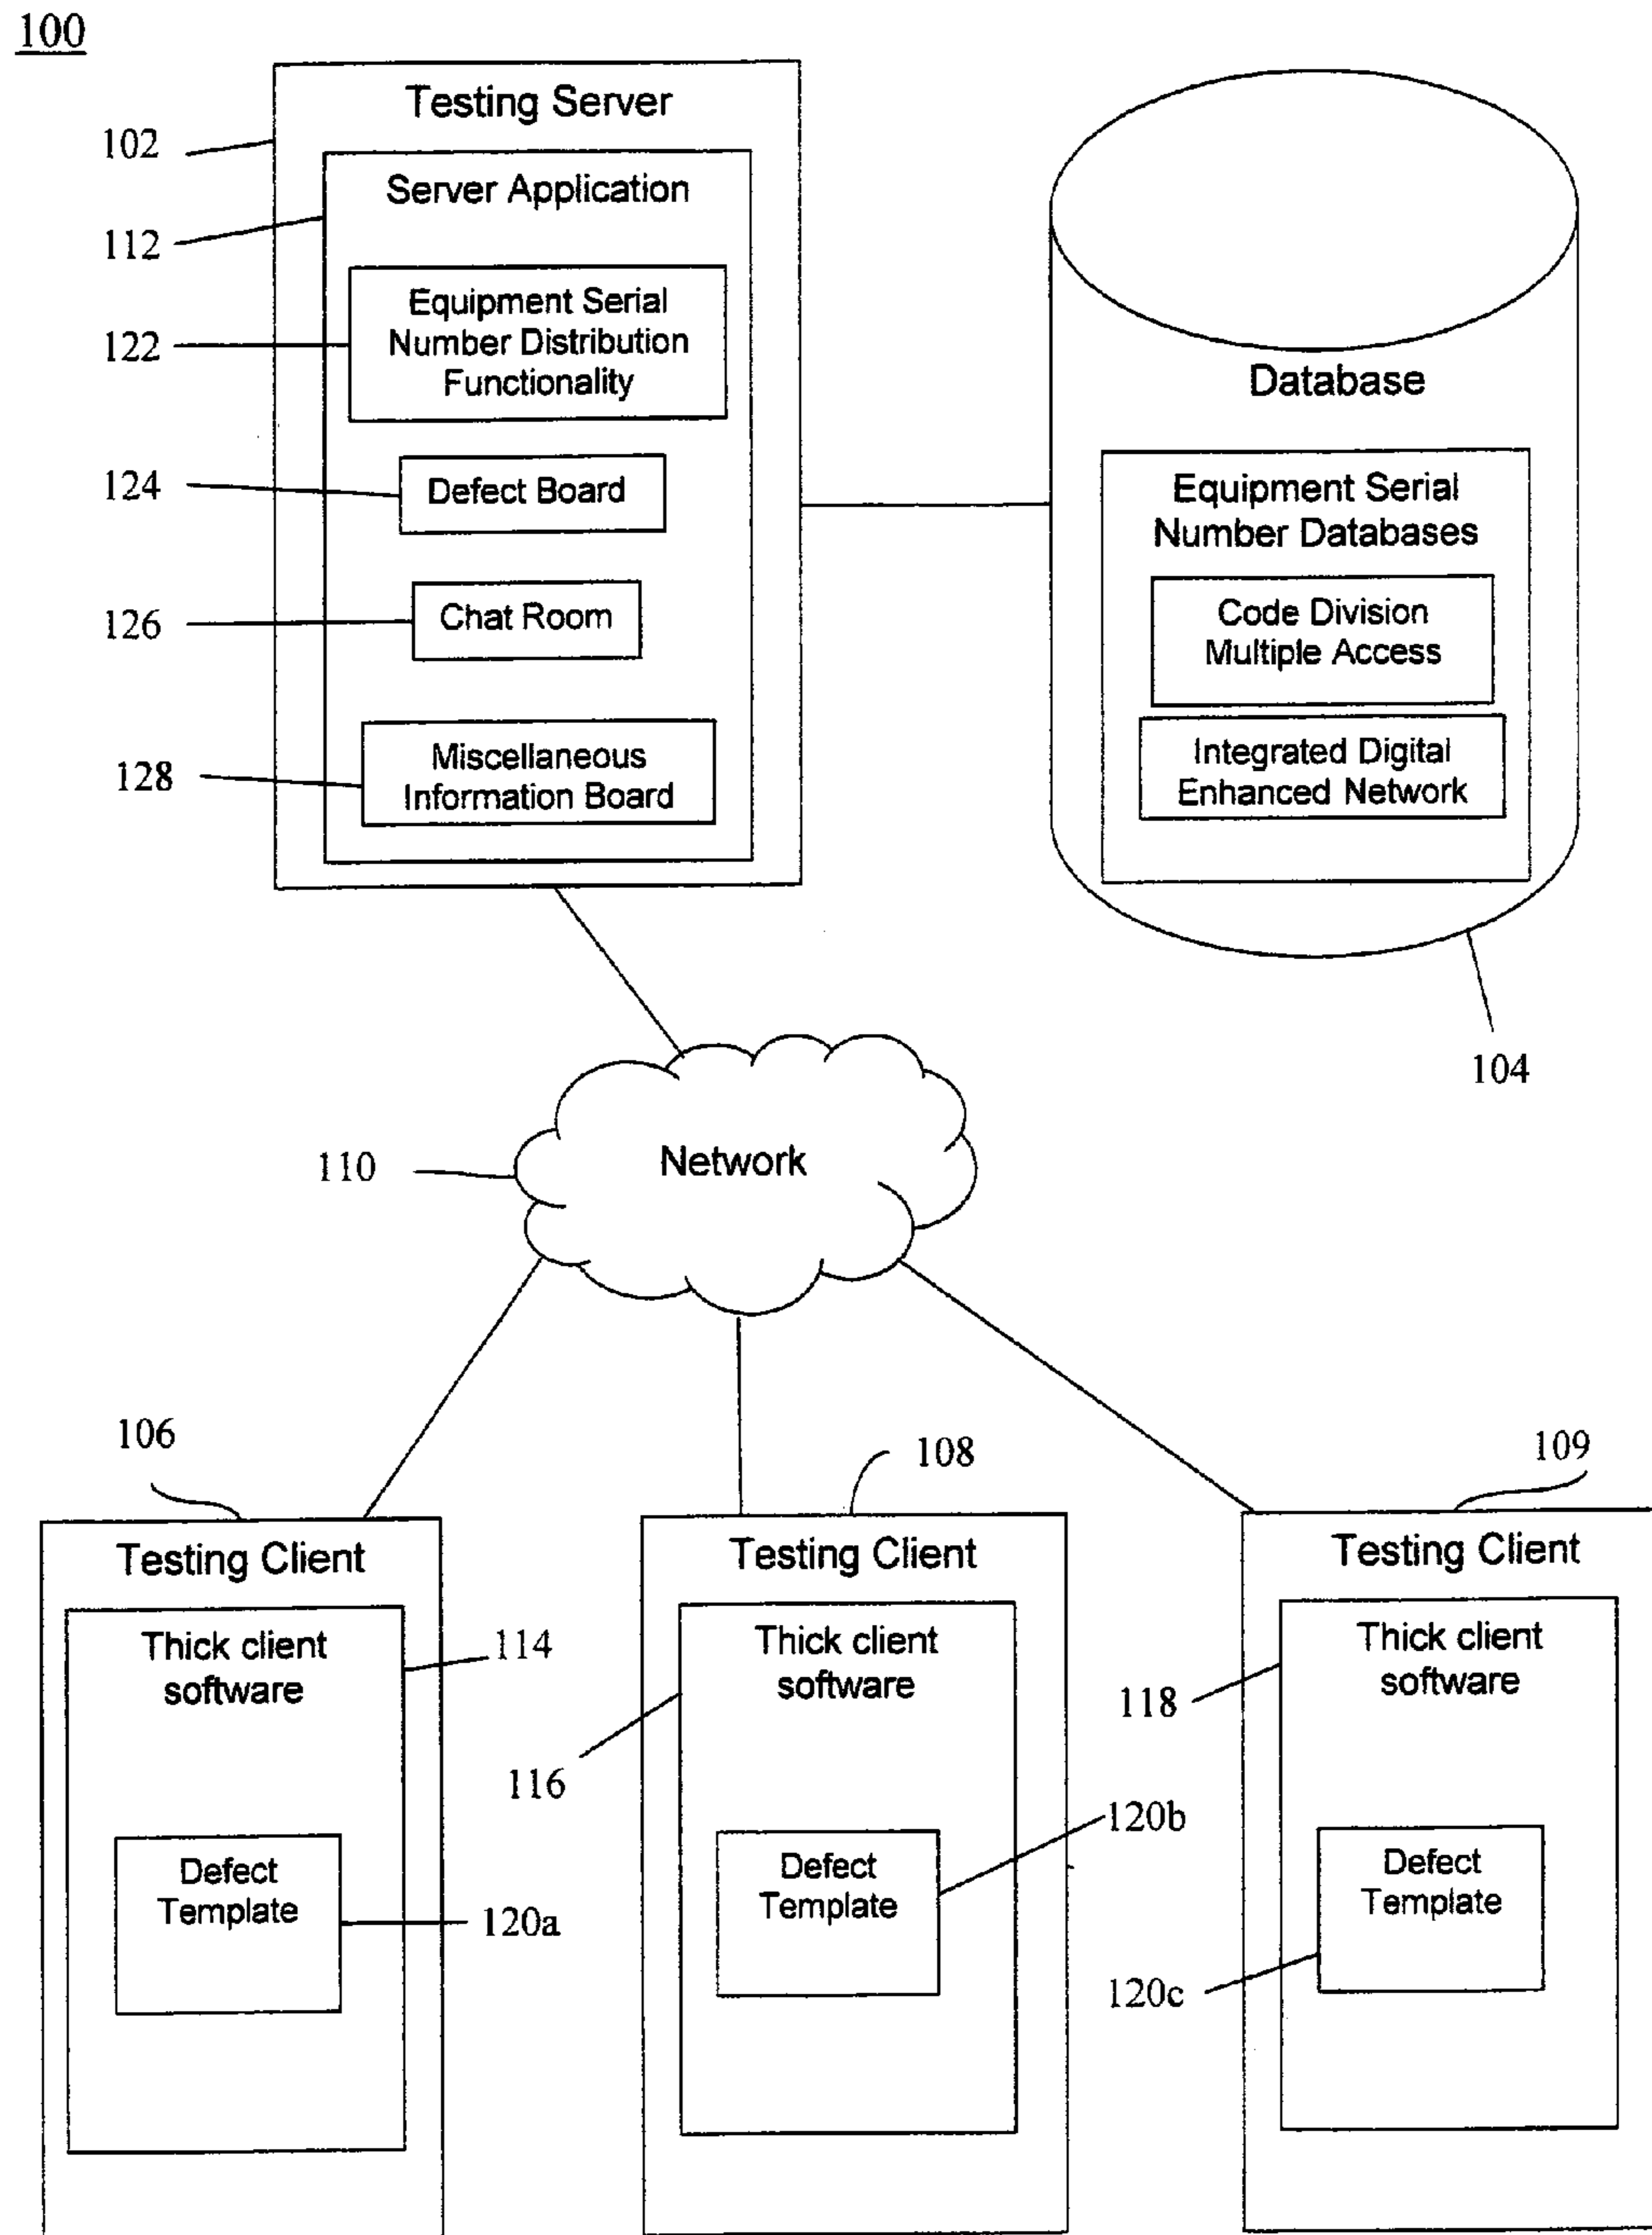 100
Testing Server
102
Server Application
112
Equipment Serial
Number Distribution
Functionality
122
Defect Board
124
Chat Room
126
Miscellaneous
Information Board
128
Database
Equipment Serial
Number Databases
Code Division
Multiple Access
Integrated Digital
Enhanced Network
104
Network
110
106
Testing Client
Thick client
software
114
Defect
Template
120a
108
Testing Client
Thick client
software
116
Defect
Template
120b
109
Testing Client
Thick client
software
118
Defect
Template
120c